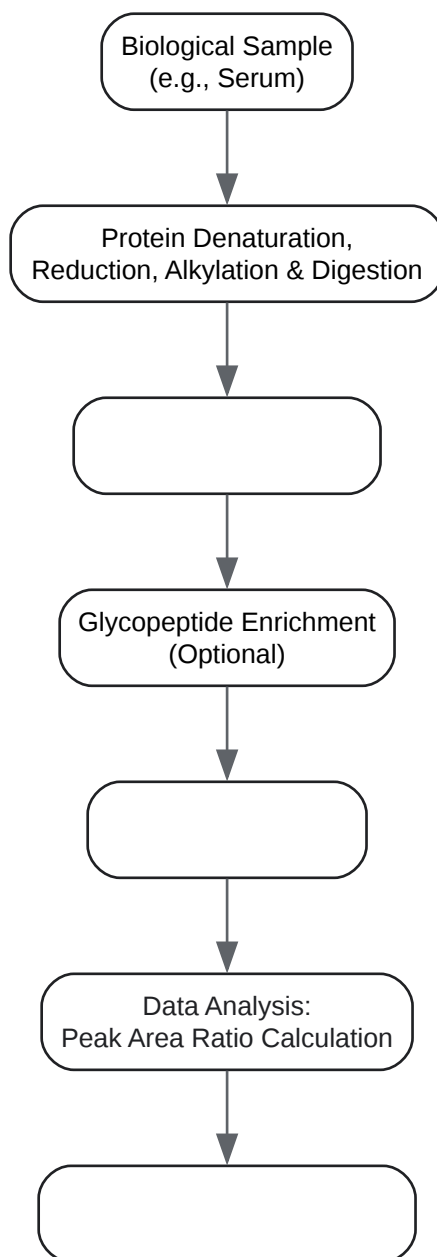 Biological Sample
(e.g., Serum)
Protein Denaturation,
Reduction, Alkylation & Digestion
Glycopeptide Enrichment
(Optional)
Data Analysis:
Peak Area Ratio Calculation